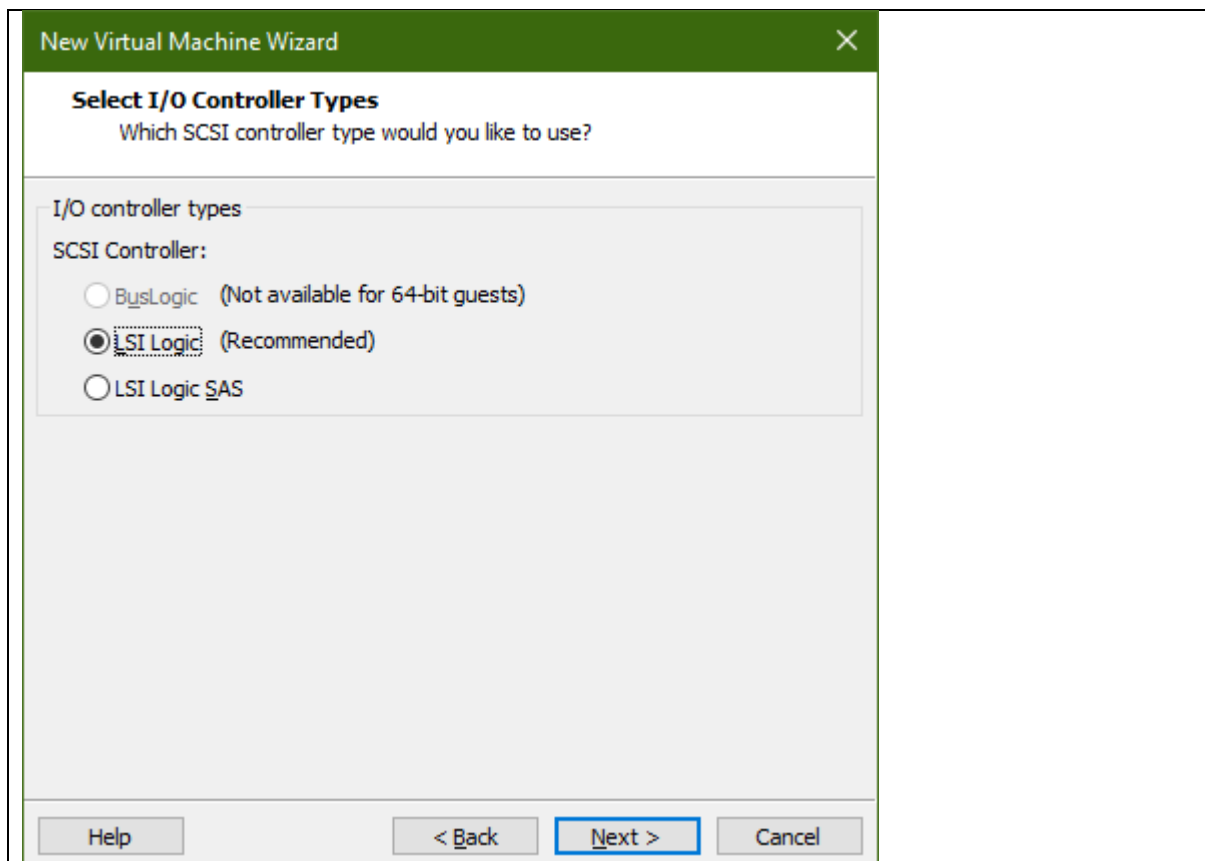 New Virtual Machine Wizard
Select I/O Controller Types
Which SCSI controller type would you like to use?
I/O controller types
SCSI Controller:
BusLogic (Not available for 64-bit guests)
LSI Logic (Recommended)
LSI Logic SAS
Help < Back Next > Cancel